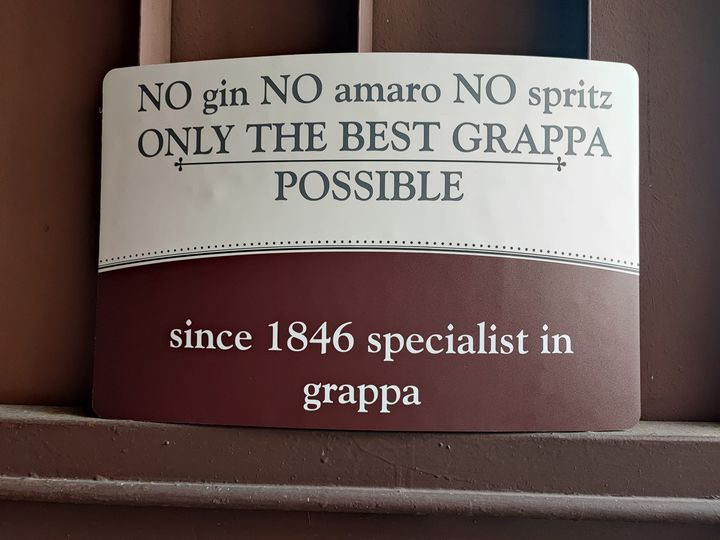 NO gin NO amaro NO spritz
ONLY THE BEST GRAPPA
POSSIBLE
since 1846 specialist in
grappa